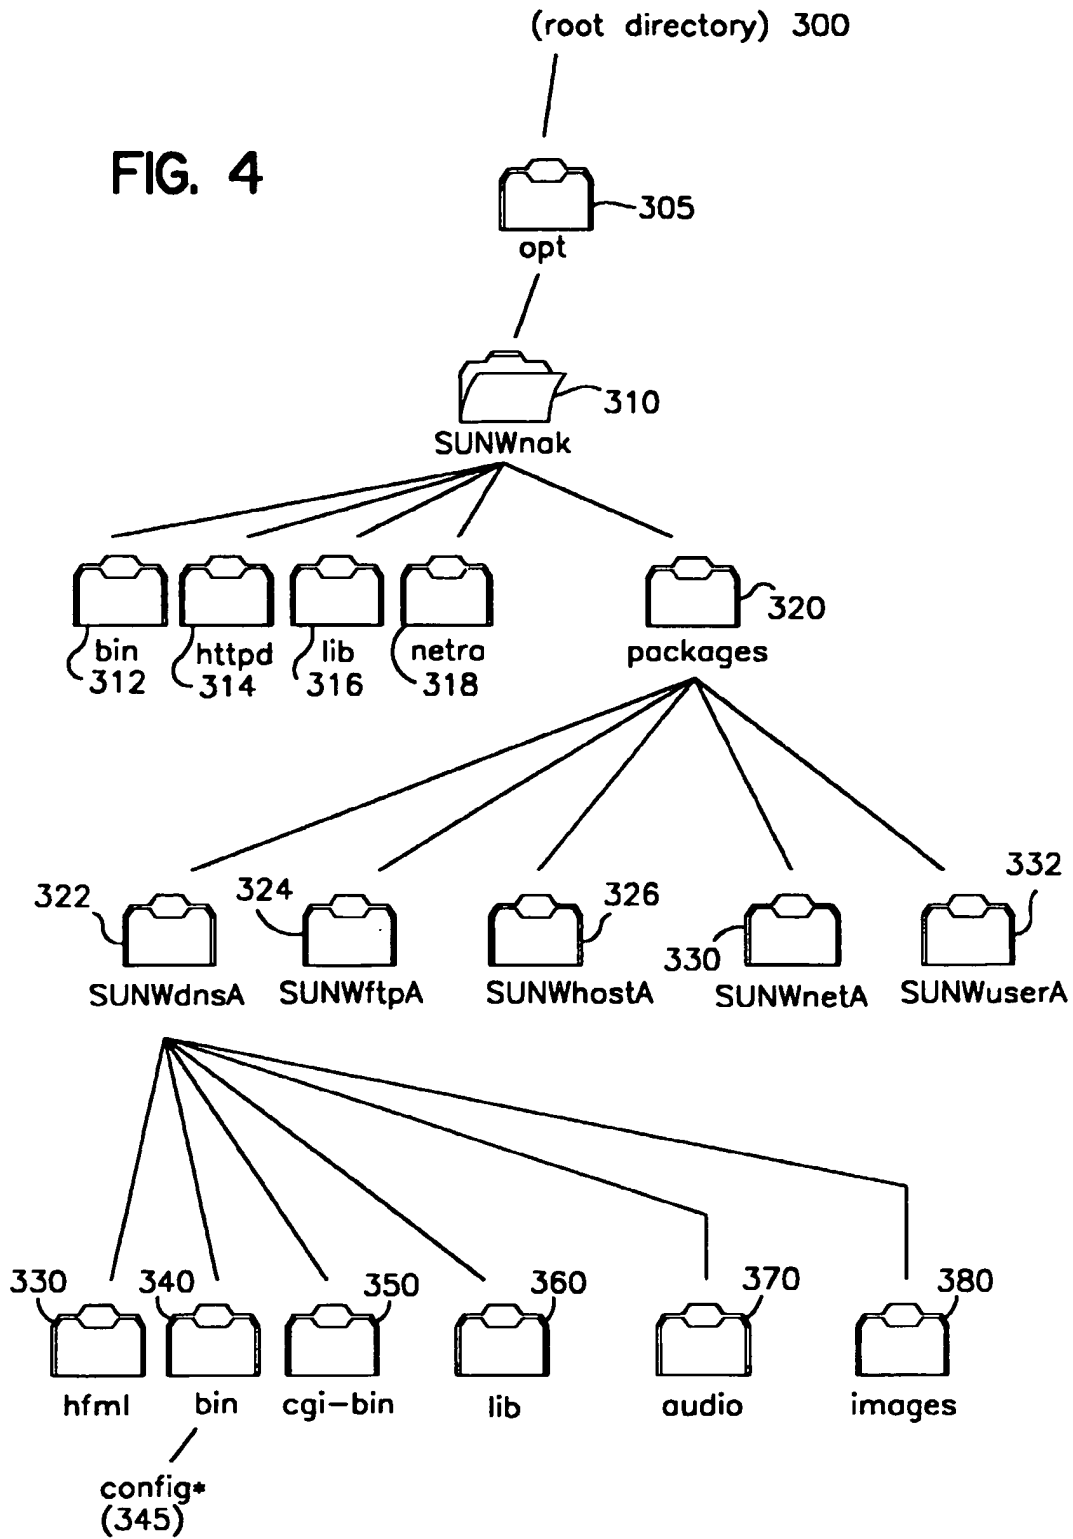 (root directory) 300
FIG. 4
305
opt
310
SUNWnak
320
bin httpd lib netra packages
312 314 316 318
322 324 326 330 332
SUNWdnsA SUNWftpA SUNWhostA SUNWnetA SUNWuserA
330 340 350 360 370 380
hfml bin cgi-bin lib audio images
config*
(345)